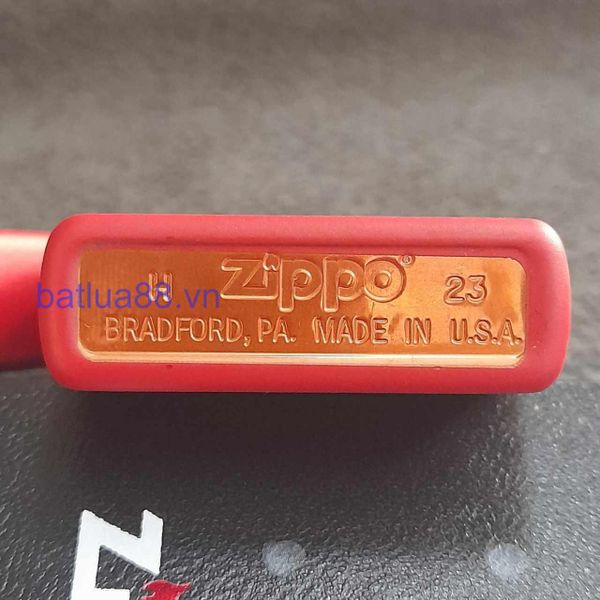 H zippo® 23
BRADFORD, PA. MADE IN U.S.A.
batlua88.vn